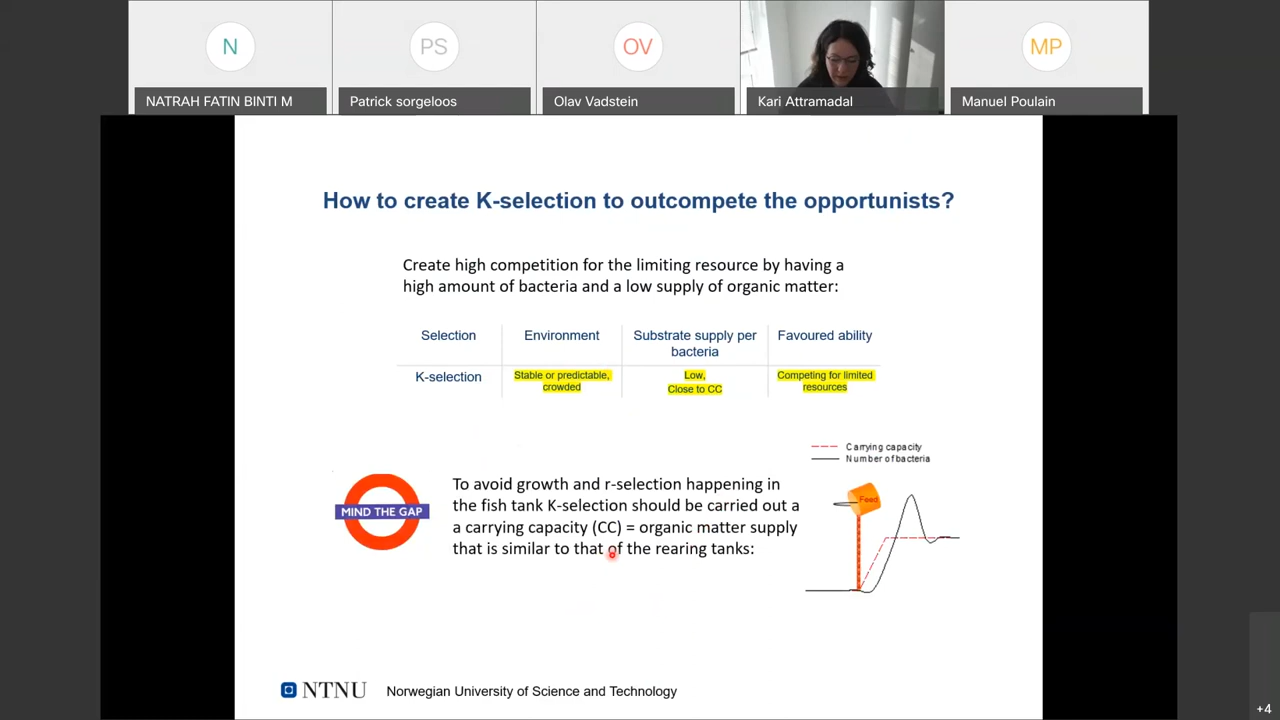 N
PS
OV
MP
NATRAH FATIN BINTI M
Patrick sorgeloos
Olav Vadstein
Kari Attramadal
Manuel Poulain
How to create K-selection to outcompete the opportunists?
Create high competition for the limiting resource by having a
high amount of bacteria and a low supply of organic matter:
Selection
Environment
Substrate supply per
bacteria
Favoured ability
K-selection
Stable or predictable,
crowded
Low,
Close to CC
Competing for limited
resources
Carrying capacity
Number of bacteria
MIND THE GAP
To avoid growth and r-selection happening in
the fish tank K-selection should be carried out a
a carrying capacity (CC) = organic matter supply
that is similar to that of the rearing tanks:
Feed
NTNU
Norwegian University of Science and Technology
+4